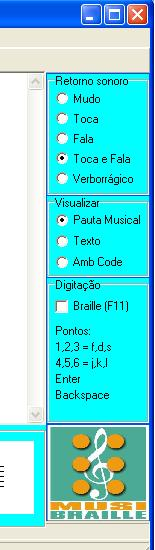 Retorno sonoro
Mudo
Toca
Fala
Toca e Fala
Verborrágico
Visualizar
Pauta Musical
Texto
Amb Code
Digitação
Braille (F11)
Pontos:
1,2,3 = f,d,s
4,5,6 = j,k,l
Enter
Backspace
MUSI
BRAILLE